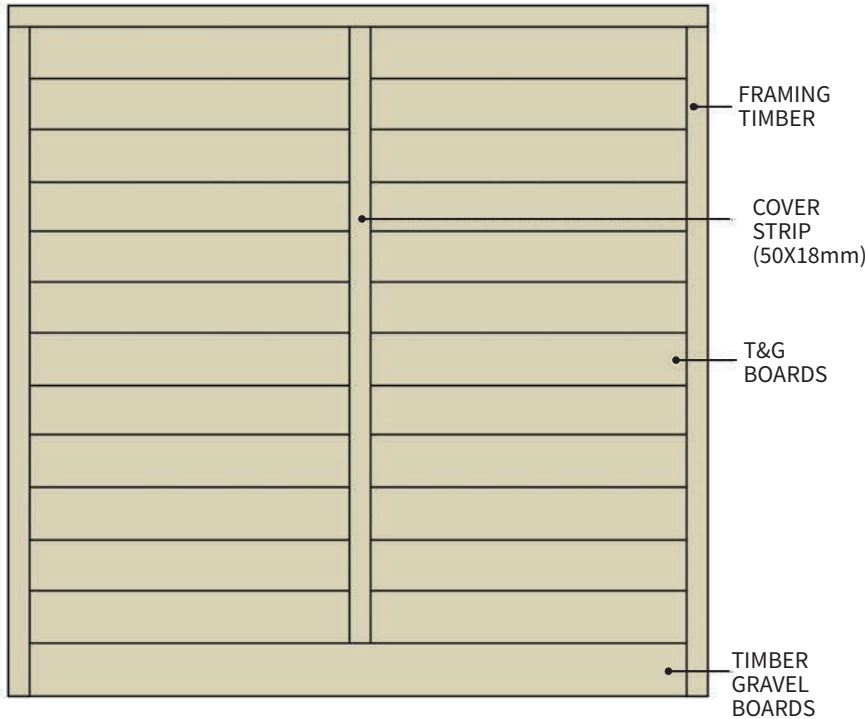 FRAMING
TIMBER
COVER
STRIP
(50X18mm)
T&G
BOARDS
TIMBER
GRAVEL
BOARDS